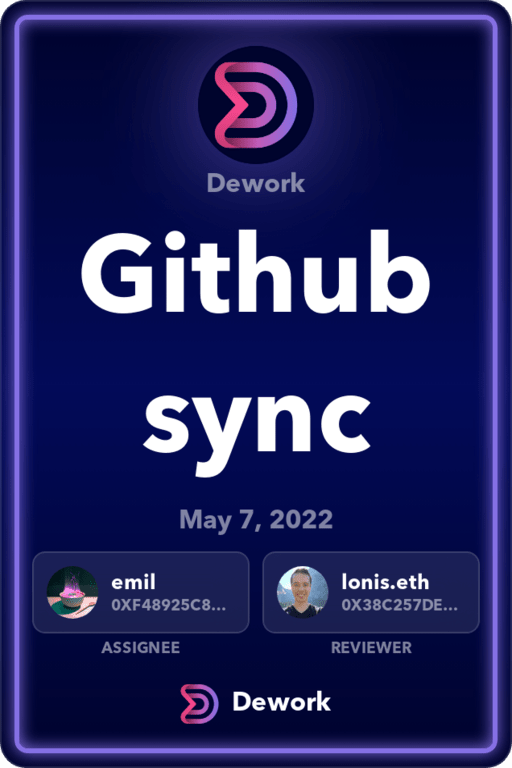 Dework
Github
sync
May 7, 2022
emil
0XF48925C8...
lonis.eth
0X38C257DE...
ASSIGNEE
REVIEWER
Dework